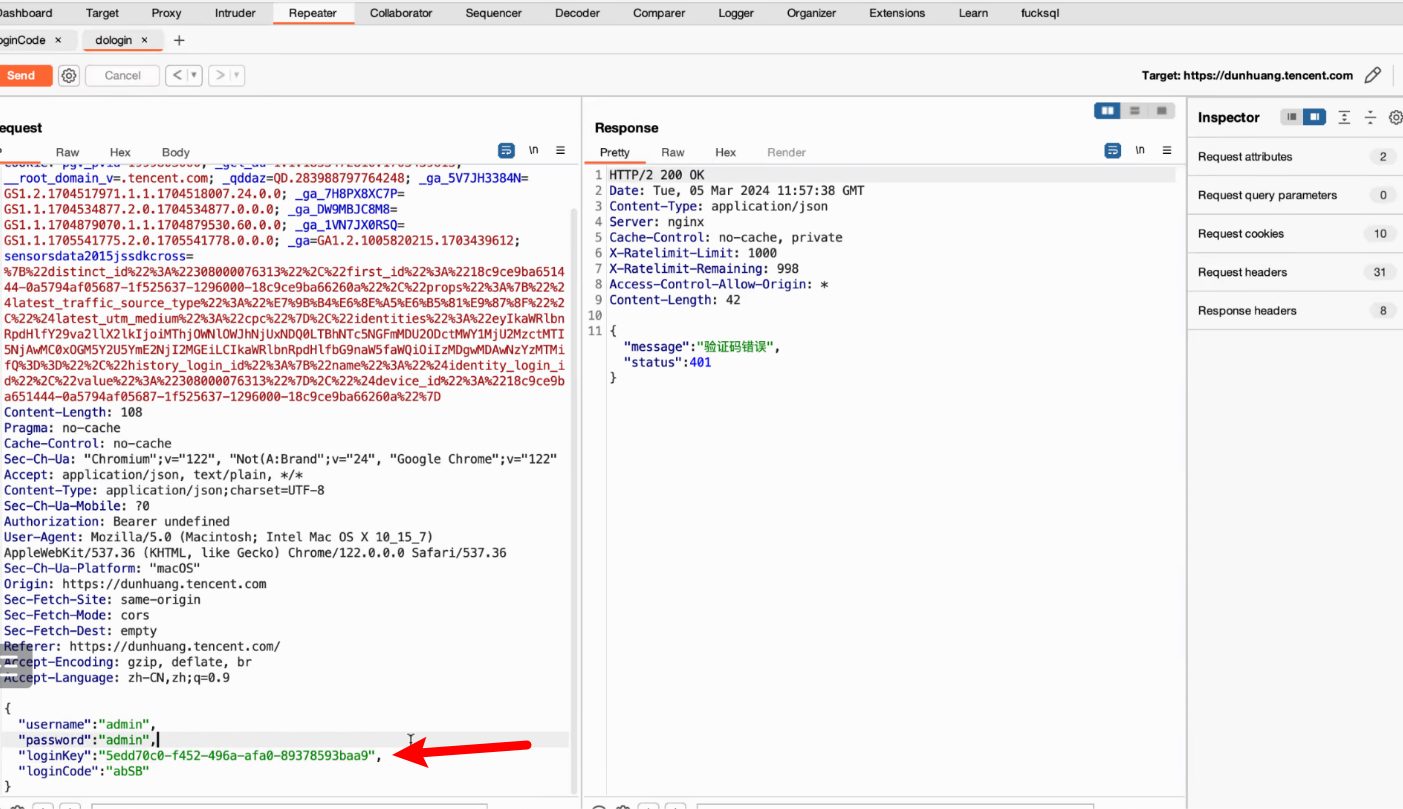 Dashboard Target Proxy Intruder Repeater Collaborator Sequencer Decoder Comparer Logger Organizer Extensions Learn fucksql
oginCode × dologin × +
Send Cancel < ▾ > ▾ Target: https://dunhuang.tencent.com
equest
Raw Hex Body \n
__root_domain_v=.tencent.com; _qddaz=QD.283988797764248; _ga_5V7JH3384N=
GS1.2.1704517971.1.1.1704518007.24.0.0; _ga_7H8PX8XC7P=
GS1.1.1704534877.2.0.1704534877.0.0.0; _ga_DW9MBJC8M8=
GS1.1.1704879070.1.1.1704879530.60.0.0; _ga_1VN7JX0RSQ=
GS1.1.1705541775.2.0.1705541778.0.0.0; _ga=GA1.2.1005820215.1703439612;
sensorsdata2015jssdkcross=
%7B%22distinct_id%22%3A%22308000076313%22%2C%22first_id%22%3A%2218c9ce9ba651
444-0a5794af05687-1f525637-1296000-18c9ce9ba66260a%22%2C%22props%22%3A%7B%22%2
4latest_traffic_source_type%22%3A%22%E7%9B%B4%E6%8E%A5%E6%B5%81%E9%87%8F%22%2
C%22%24latest_utm_medium%22%3A%22cpc%22%7D%2C%22identities%22%3A%22eyIkaWRlbn
RpdHlfY29va2llX2lkIjoiMThjOWNlOWJhNjUxNDQ0LTBhNTc5NGFmMDU2ODctMWY1MjU2MzctMTI
5NjAwMC0xOGM5Y2U5YmE2NjI2MGEiLCIkaWRlbnRpdHlfbG9naW5faWQiOiIzMDgwMDAwNzYzMTMi
fQ%3D%3D%22%2C%22history_login_id%22%3A%7B%22name%22%3A%22%24identity_login_i
d%22%2C%22value%22%3A%22308000076313%22%7D%2C%22%24device_id%22%3A%2218c9ce9b
a651444-0a5794af05687-1f525637-1296000-18c9ce9ba66260a%22%7D
Content-Length: 108
Pragma: no-cache
Cache-Control: no-cache
Sec-Ch-Ua: "Chromium";v="122", "Not(A:Brand";v="24", "Google Chrome";v="122"
Accept: application/json, text/plain, */*
Content-Type: application/json;charset=UTF-8
Sec-Ch-Ua-Mobile: ?0
Authorization: Bearer undefined
User-Agent: Mozilla/5.0 (Macintosh; Intel Mac OS X 10_15_7)
AppleWebKit/537.36 (KHTML, like Gecko) Chrome/122.0.0.0 Safari/537.36
Sec-Ch-Ua-Platform: "macOS"
Origin: https://dunhuang.tencent.com
Sec-Fetch-Site: same-origin
Sec-Fetch-Mode: cors
Sec-Fetch-Dest: empty
Referer: https://dunhuang.tencent.com/
Accept-Encoding: gzip, deflate, br
Accept-Language: zh-CN,zh;q=0.9
{
"username":"admin",
"password":"admin",
"loginKey":"5edd70c0-f452-496a-afa0-89378593baa9",
"loginCode":"abSB"
}
Response
Pretty Raw Hex Render \n
1 HTTP/2 200 OK
2 Date: Tue, 05 Mar 2024 11:57:38 GMT
3 Content-Type: application/json
4 Server: nginx
5 Cache-Control: no-cache, private
6 X-Ratelimit-Limit: 1000
7 X-Ratelimit-Remaining: 998
8 Access-Control-Allow-Origin: *
9 Content-Length: 42
10
11 {
"message":"验证码错误",
"status":401
}
Inspector
Request attributes 2
Request query parameters 0
Request cookies 10
Request headers 31
Response headers 8